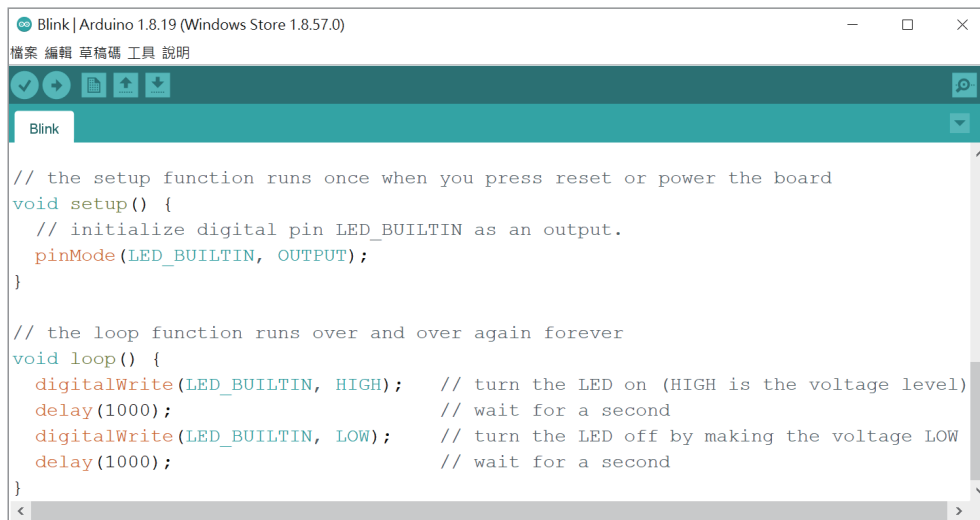 Blink | Arduino 1.8.19 (Windows Store 1.8.57.0)
檔案 編輯 草稿碼 工具 說明
Blink
// the setup function runs once when you press reset or power the board
void setup() {
  // initialize digital pin LED_BUILTIN as an output.
  pinMode(LED_BUILTIN, OUTPUT);
}
// the loop function runs over and over again forever
void loop() {
  digitalWrite(LED_BUILTIN, HIGH);   // turn the LED on (HIGH is the voltage level)
  delay(1000);                       // wait for a second
  digitalWrite(LED_BUILTIN, LOW);    // turn the LED off by making the voltage LOW
  delay(1000);                       // wait for a second
}